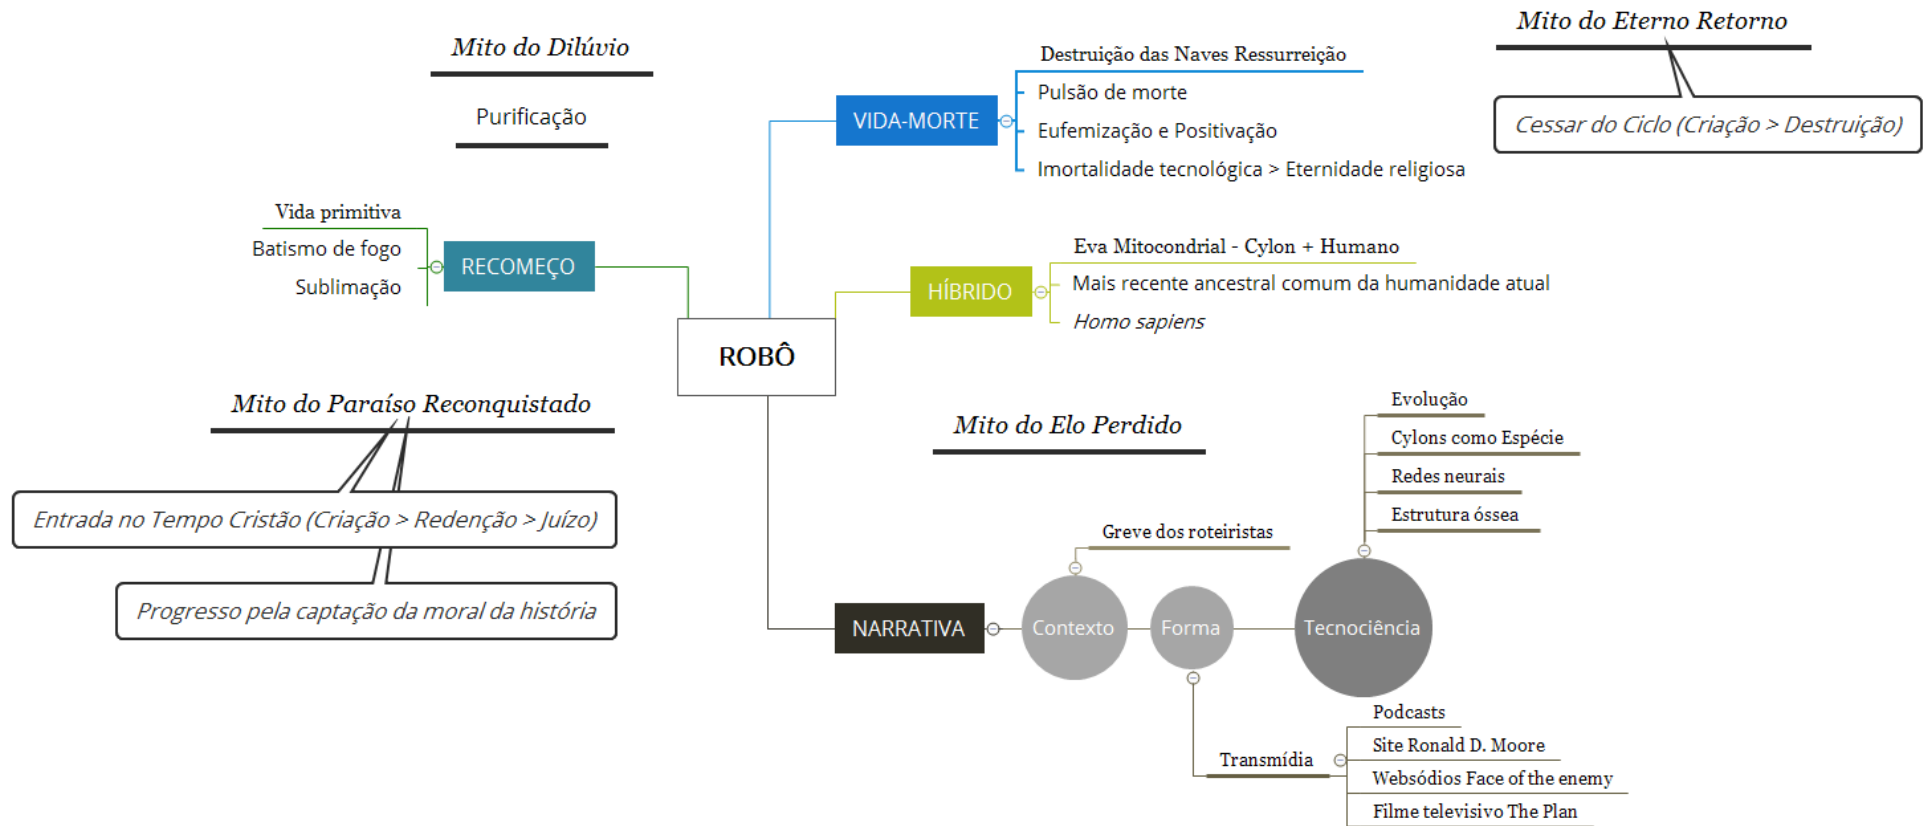 Mito do Eterno Retorno
Cessar do Ciclo (Criação > Destruição)
Mito do Dilúvio
Purificação
VIDA-MORTE
Destruição das Naves Ressurreição
Pulsão de morte
Eufemização e Positivação
Imortalidade tecnológica > Eternidade religiosa
Vida primitiva
Batismo de fogo
Sublimação
RECOMEÇO
HÍBRIDO
Eva Mitocondrial - Cylon + Humano
Mais recente ancestral comum da humanidade atual
Homo sapiens
ROBÔ
Mito do Paraíso Reconquistado
Entrada no Tempo Cristão (Criação > Redenção > Juízo)
Progresso pela captação da moral da história
Mito do Elo Perdido
NARRATIVA
Contexto
Greve dos roteiristas
Forma
Transmídia
Podcasts
Site Ronald D. Moore
Websódios Face of the enemy
Filme televisivo The Plan
Tecnociência
Evolução
Cylons como Espécie
Redes neurais
Estrutura óssea